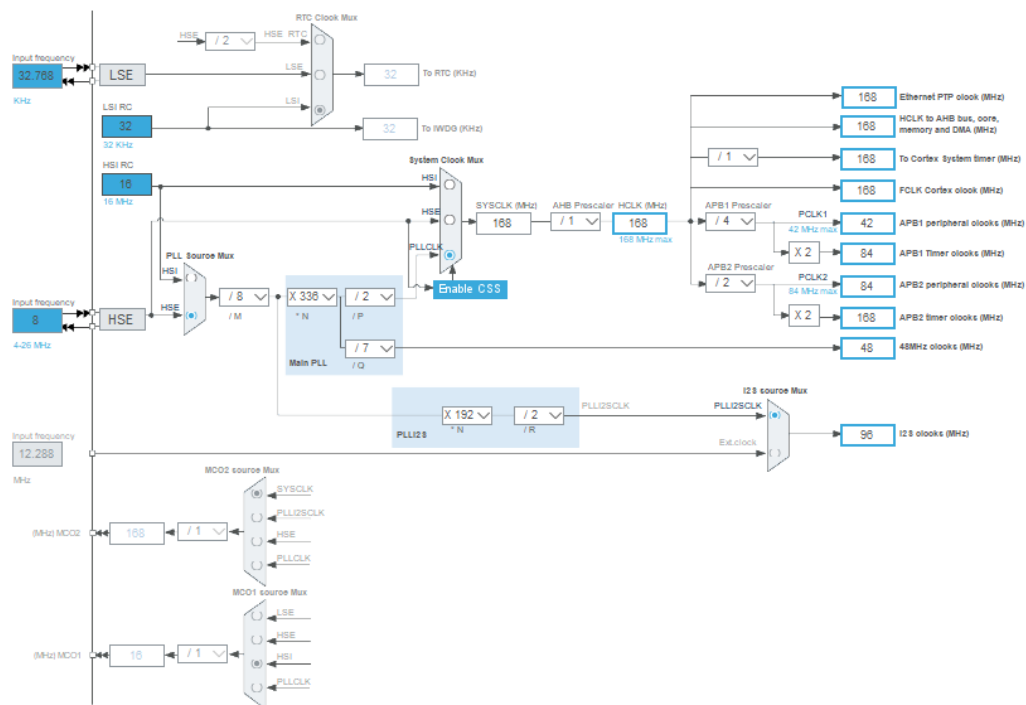 RTC Clock Mux
HSE
/ 2
HSE RTC
Input frequency
32.768
KHz
LSE
LSE
32
To RTC (KHz)
LSI RC
32
32 KHz
LSI
32
To IWDG (KHz)
HSI RC
16
16 MHz
System Clock Mux
HSI
HSE
PLLCLK
Enable CSS
SYSCLK (MHz)
168
AHB Prescaler
/ 1
HCLK (MHz)
168
168 MHz max
168
Ethernet PTP clock (MHz)
168
HCLK to AHB bus, core,
memory and DMA (MHz)
/ 1
168
To Cortex System timer (MHz)
168
FCLK Cortex clock (MHz)
APB1 Prescaler
/ 4
PCLK1
42 MHz max
42
APB1 peripheral clocks (MHz)
X 2
84
APB1 Timer clocks (MHz)
APB2 Prescaler
/ 2
PCLK2
84 MHz max
84
APB2 peripheral clocks (MHz)
X 2
168
APB2 timer clocks (MHz)
48
48MHz clocks (MHz)
PLL Source Mux
HSI
HSE
Input frequency
8
4-26 MHz
HSE
/ 8
/ M
X 336
* N
/ 2
/ P
/ 7
/ Q
Main PLL
X 192
* N
/ 2
/ R
PLLI2S
PLLI2SCLK
I2S source Mux
PLLI2SCLK
Ext.clock
96
I2S clocks (MHz)
Input frequency
12.288
MHz
MCO2 source Mux
SYSCLK
PLLI2SCLK
HSE
PLLCLK
(MHz) MCO2
168
/ 1
MCO1 source Mux
LSE
HSE
HSI
PLLCLK
(MHz) MCO1
16
/ 1